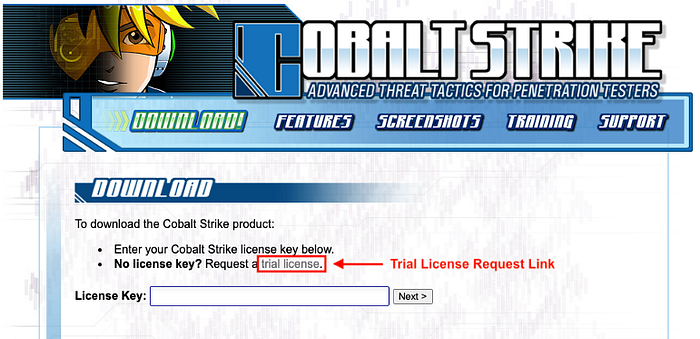 COBALT STRIKE
ADVANCED THREAT TACTICS FOR PENETRATION TESTERS
DOWNLOAD! FEATURES SCREENSHOTS TRAINING SUPPORT
DOWNLOAD
To download the Cobalt Strike product:
• Enter your Cobalt Strike license key below.
• No license key? Request a trial license. Trial License Request Link
License Key: Next >